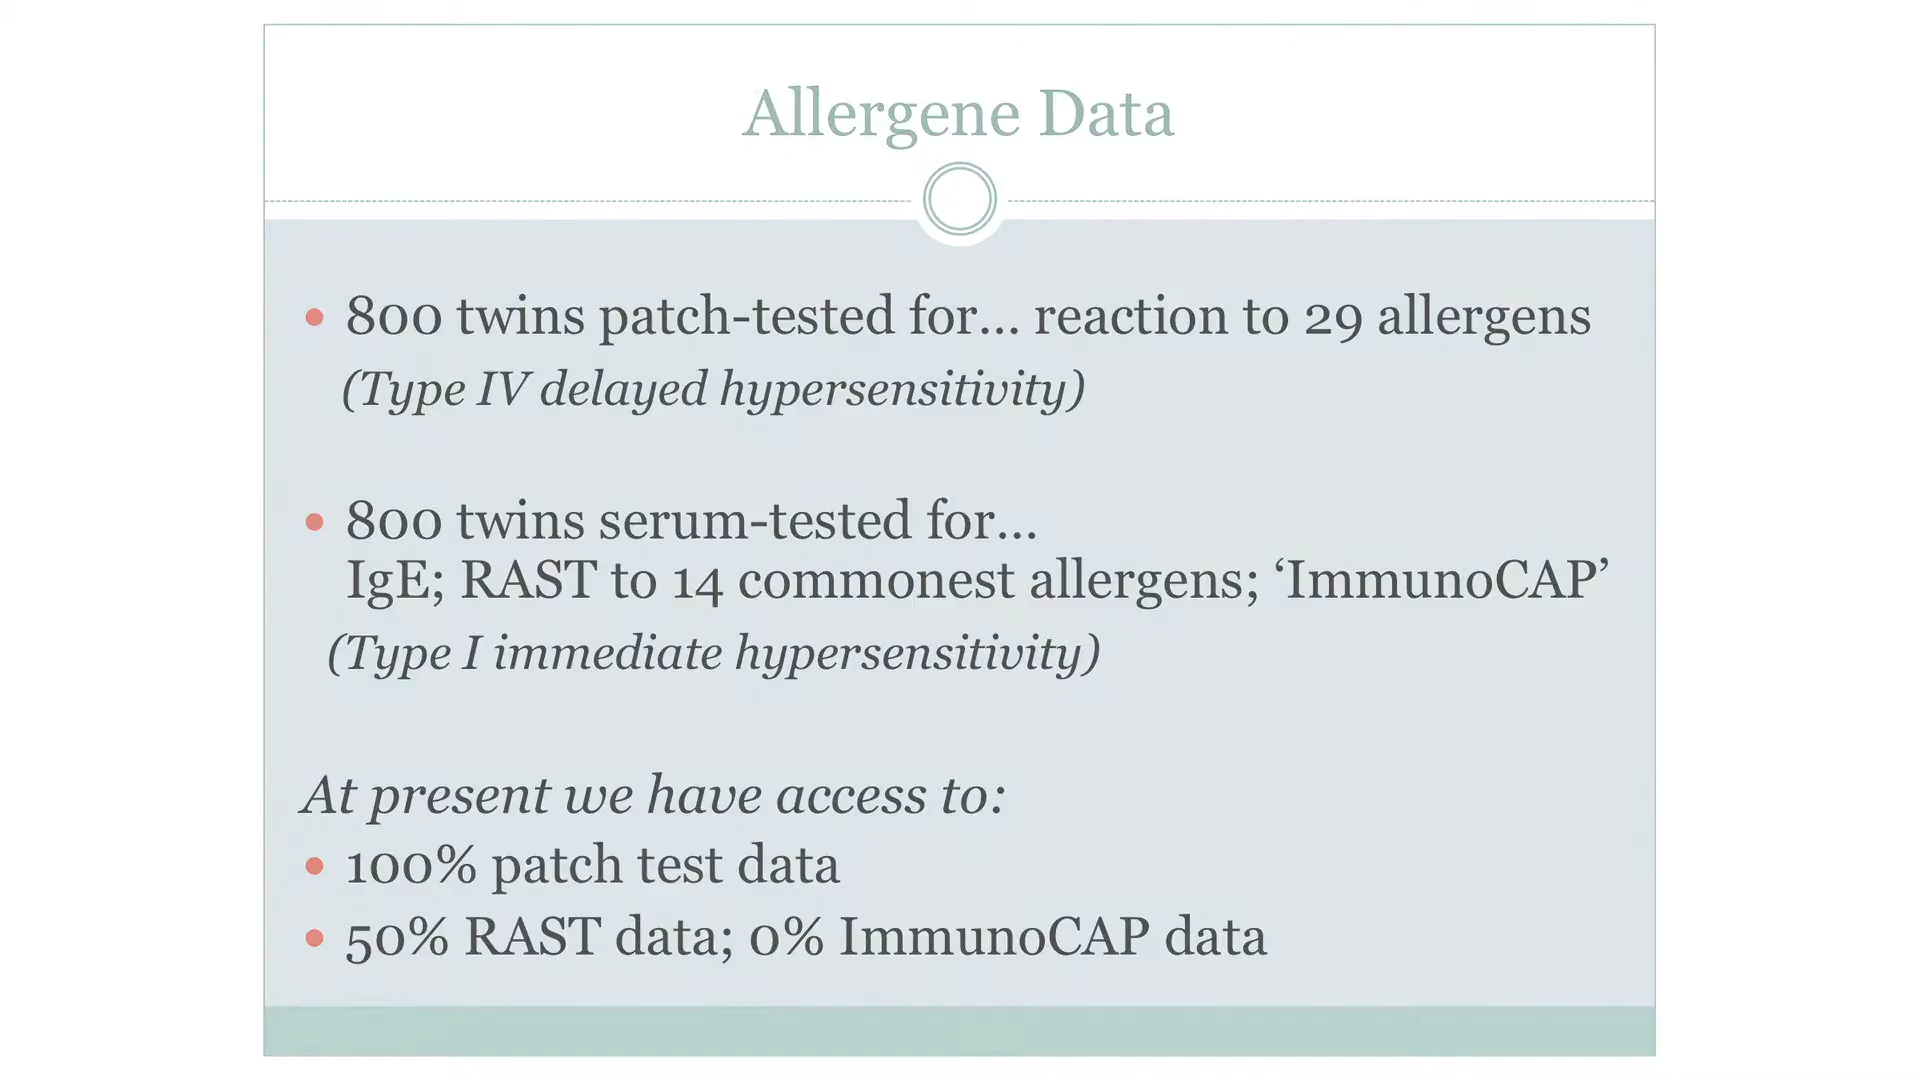 Allergene Data
• 800 twins patch-tested for... reaction to 29 allergens
(Type IV delayed hypersensitivity)
• 800 twins serum-tested for...
IgE; RAST to 14 commonest allergens; ‘ImmunoCAP’
(Type I immediate hypersensitivity)
At present we have access to:
• 100% patch test data
• 50% RAST data; 0% ImmunoCAP data